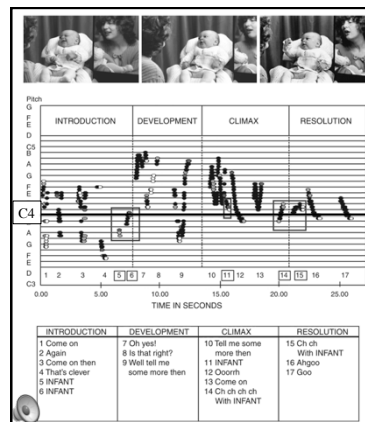 Pitch
G
F
E
D
INTRODUCTION DEVELOPMENT CLIMAX RESOLUTION
C5
B
A
G
F
E
C4
A
G
F
E
D
1 2 3 4 5 6 7 8 9 10 11 12 13 14 15 16 17
C3
0.00 5.00 10.00 15.00 20.00 25.00
TIME IN SECONDS
INTRODUCTION
1 Come on
2 Again
3 Come on then
4 That's clever
5 INFANT
6 INFANT
DEVELOPMENT
7 Oh yes!
8 Is that right?
9 Well tell me
some more then
CLIMAX
10 Tell me some
more then
11 INFANT
12 Ooorrh
13 Come on
14 Ch ch ch ch
With INFANT
RESOLUTION
15 Ch ch
With INFANT
16 Ahgoo
17 Goo